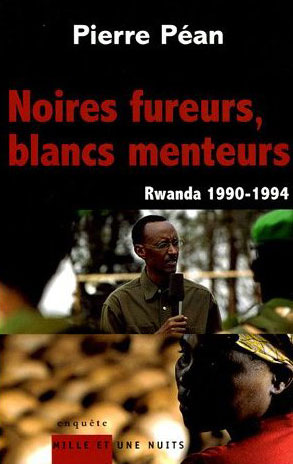 Pierre Péan
Noires fureurs,
blancs menteurs
Rwanda 1990-1994
enquête
MILLE ET UNE NUITS